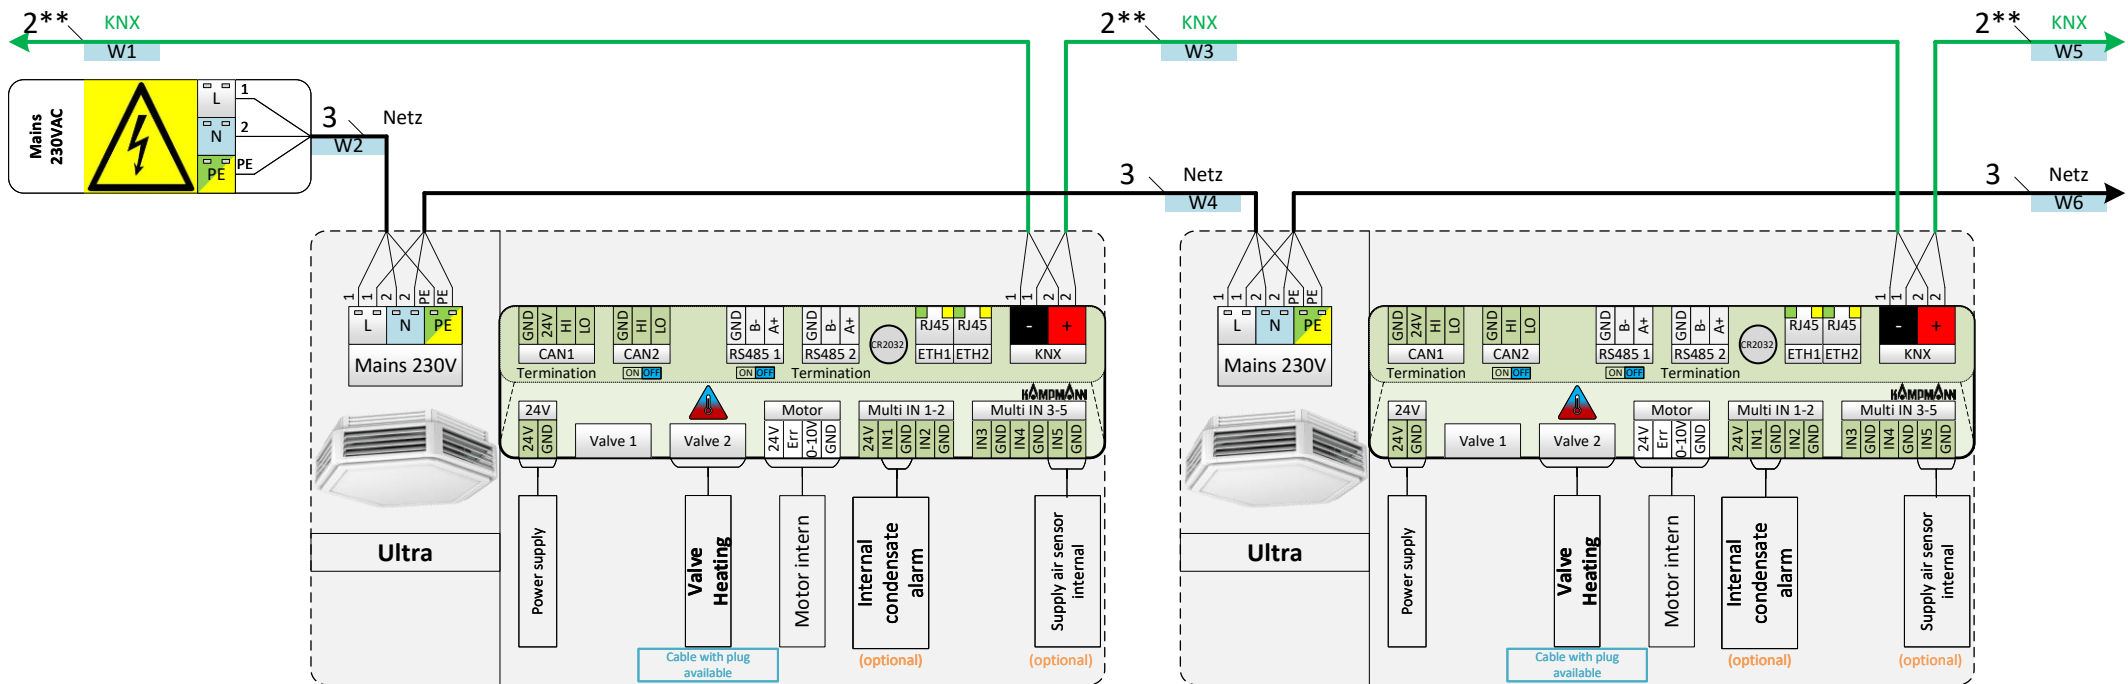 2** KNX 2** KNX 2** KNX
W1 W3 W5
Mains
230VAC
L 1
N 2
PE PE
3 Netz
W2
3 Netz 3 Netz
W4 W6
1 1 2 2 PE PE
L N PE
Mains 230V
Ultra
GND 24V HI LO
CAN1
GND HI LO
CAN2
GND B- A+
RS485 1
GND B- A+
RS485 2
CR2032
RJ45 RJ45
ETH1 ETH2
1 1 2 2
- +
KNX
Termination ON OFF ON OFF Termination
KAMPMANN
24V
24V GND
Valve 1
Valve 2
Motor
24V Err 0-10V GND
Multi IN 1-2
24V IN1 GND IN2 GND
Multi IN 3-5
IN3 GND IN4 GND IN5 GND
Power supply
Valve
Heating
Motor intern
Internal
condensate
alarm
Supply air sensor
internal
Cable with plug
available
(optional)
(optional)
1 1 2 2 PE PE
L N PE
Mains 230V
Ultra
GND 24V HI LO
CAN1
GND HI LO
CAN2
GND B- A+
RS485 1
GND B- A+
RS485 2
CR2032
RJ45 RJ45
ETH1 ETH2
1 1 2 2
- +
KNX
Termination ON OFF ON OFF Termination
KAMPMANN
24V
24V GND
Valve 1
Valve 2
Motor
24V Err 0-10V GND
Multi IN 1-2
24V IN1 GND IN2 GND
Multi IN 3-5
IN3 GND IN4 GND IN5 GND
Power supply
Valve
Heating
Motor intern
Internal
condensate
alarm
Supply air sensor
internal
Cable with plug
available
(optional)
(optional)